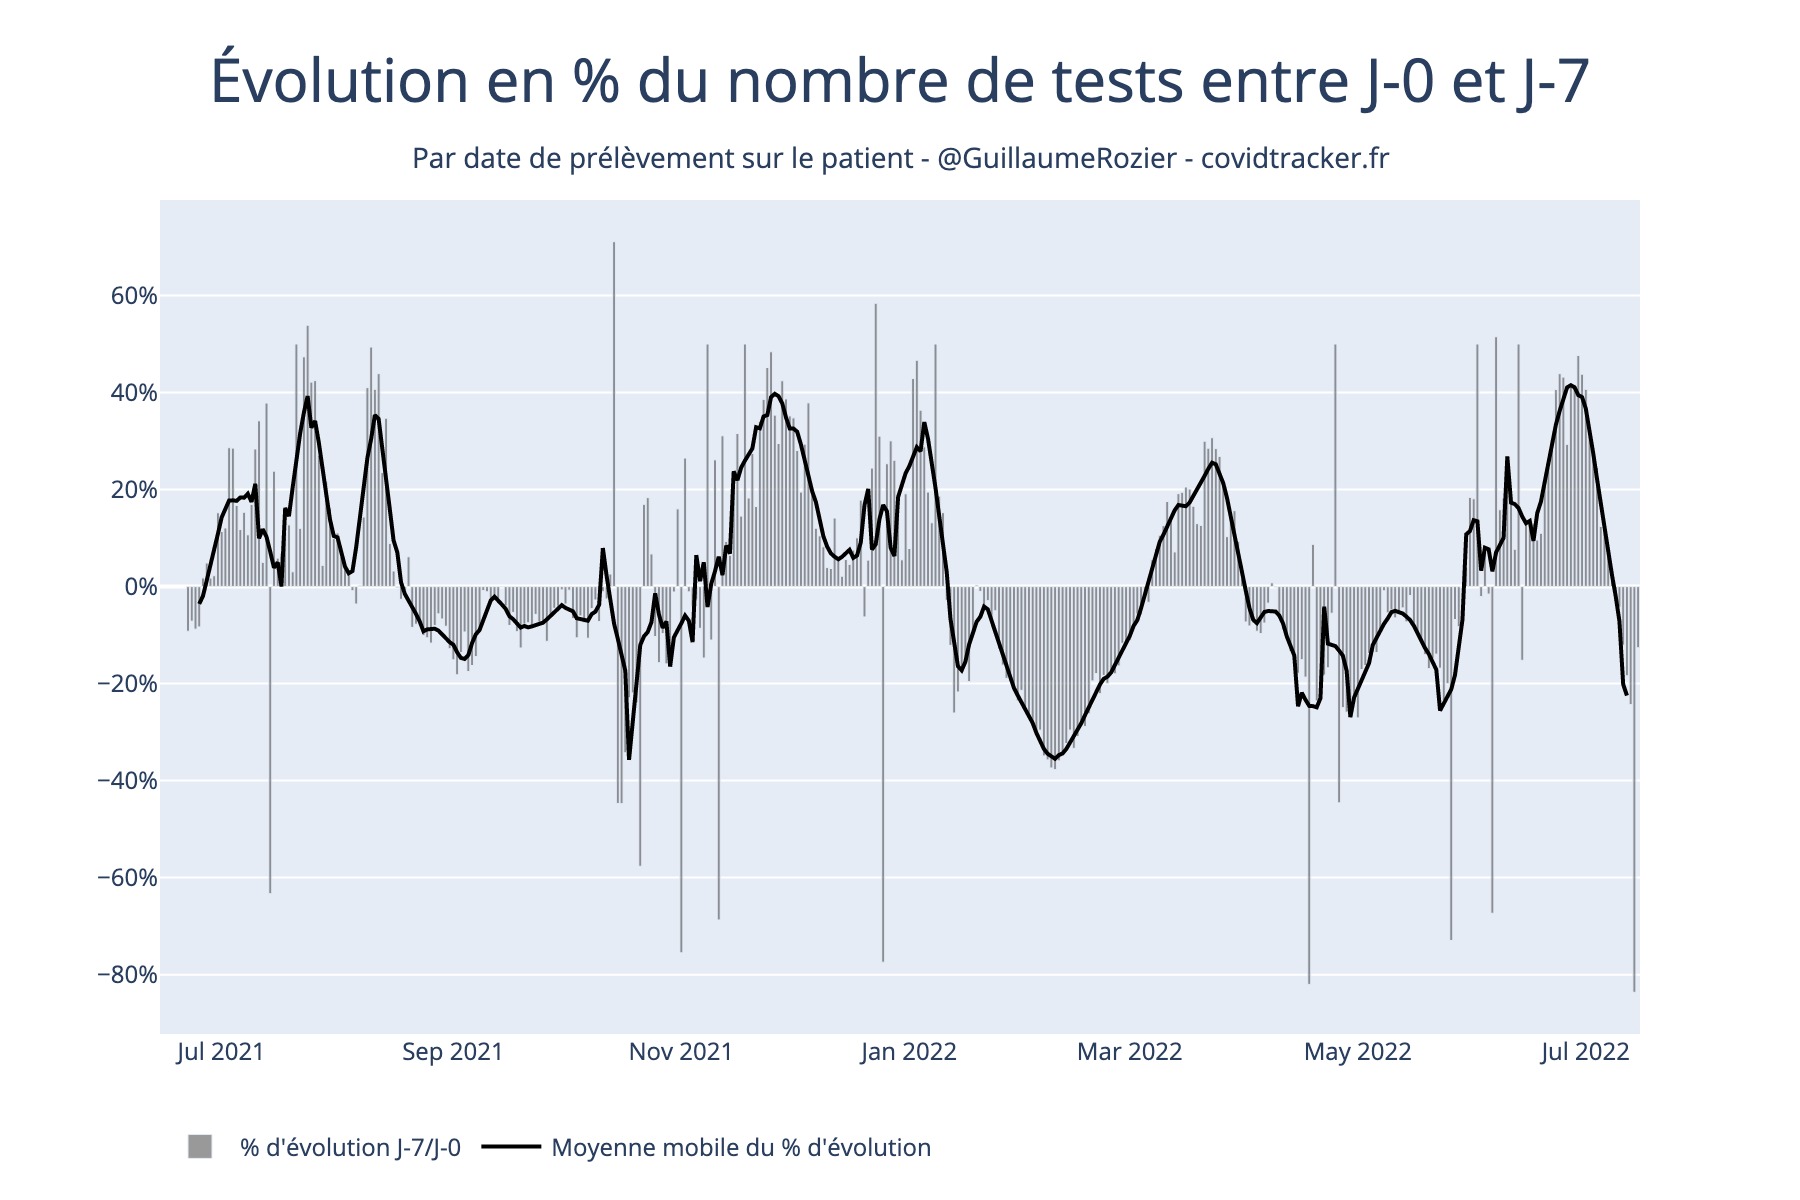 Évolution en % du nombre de tests entre J-0 et J-7
Par date de prélèvement sur le patient - @GuillaumeRozier - covidtracker.fr
60%
40%
20%
0%
−20%
−40%
−60%
−80%
Jul 2021 Sep 2021 Nov 2021 Jan 2022 Mar 2022 May 2022 Jul 2022
% d'évolution J-7/J-0 Moyenne mobile du % d'évolution